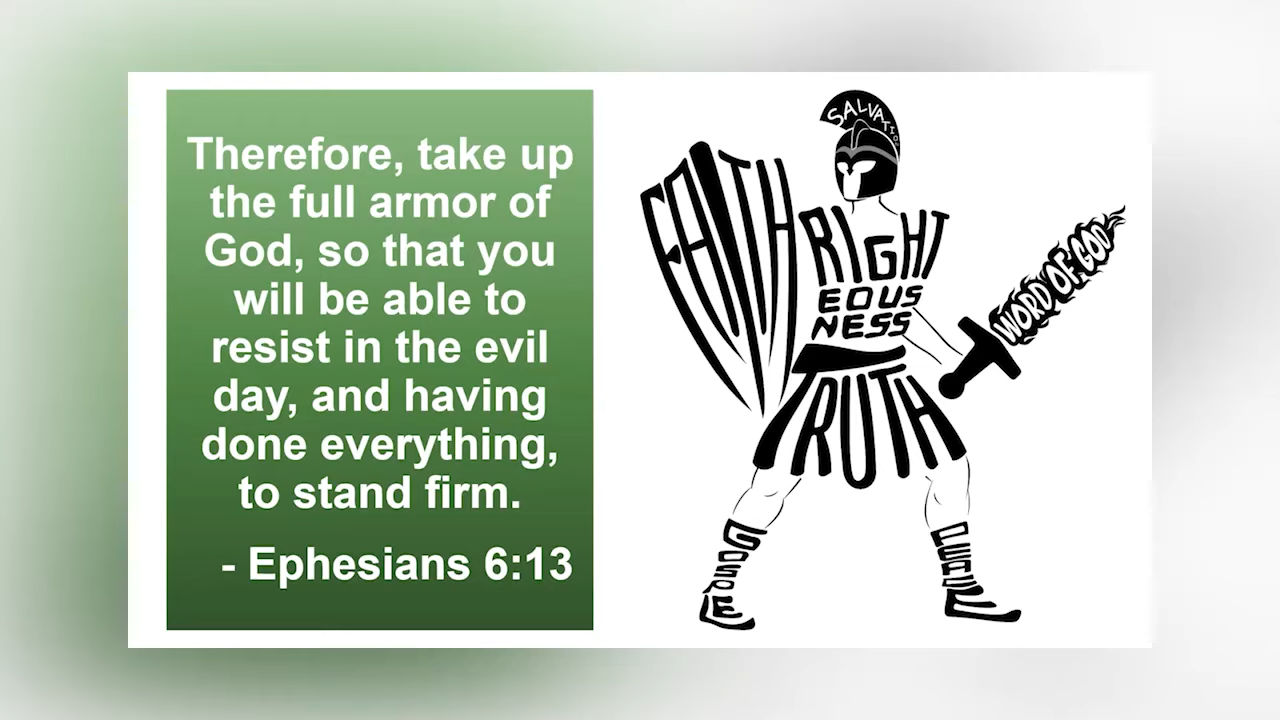 Therefore, take up
the full armor of
God, so that you
will be able to
resist in the evil
day, and having
done everything,
to stand firm.
- Ephesians 6:13
SALVATION
FAITH
RIGHT
EOUS
NESS
WORD OF GOD
TRUTH
GOSPEL
PEACE